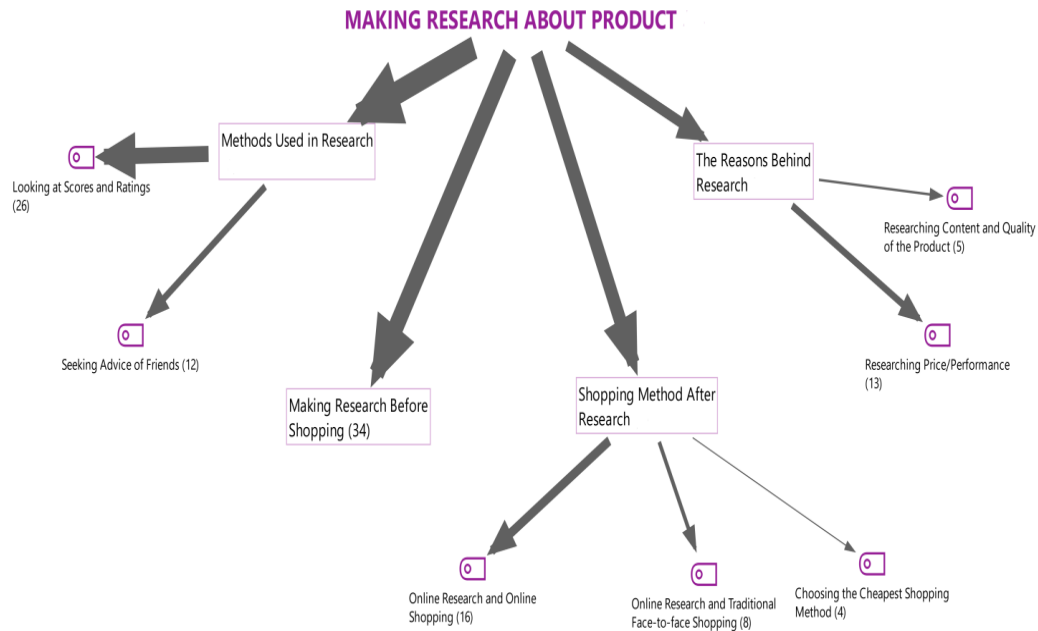 MAKING RESEARCH ABOUT PRODUCT
Methods Used in Research
Looking at Scores and Ratings
(26)
Seeking Advice of Friends (12)
Making Research Before
Shopping (34)
Shopping Method After
Research
Online Research and Online
Shopping (16)
Online Research and Traditional
Face-to-face Shopping (8)
Choosing the Cheapest Shopping
Method (4)
The Reasons Behind
Research
Researching Content and Quality
of the Product (5)
Researching Price/Performance
(13)